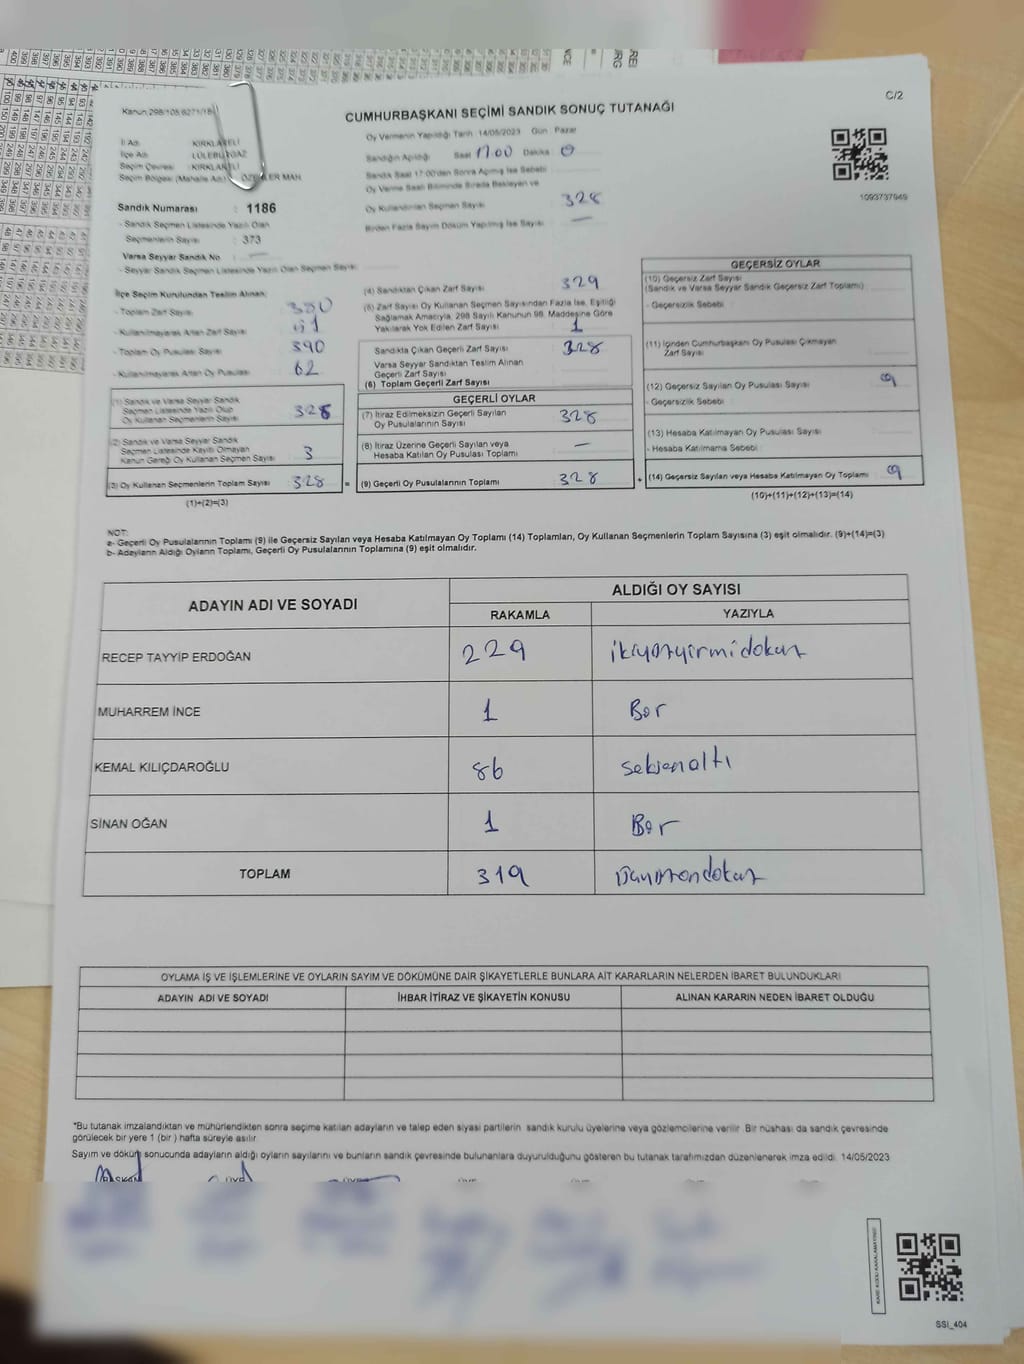 C/2
CUMHURBAŞKANI SEÇİMİ SANDIK SONUÇ TUTANAĞI
Oy Vermenin Yapıldığı Tarih 14/05/2023 Gün Pazar
İl Adı : KIRKLARELİ
İlçe Adı : LÜLEBURGAZ
Seçim Çevresi : KIRKLARELİ
Seçim Bölgesi (Mahalle Adı)
Sandığın Açıldığı Saat 17.00 Dakika 0
Sandık Saat 17:00'den Sonra Açılmış İse Sebebi
Oy Verme Saati Bitiminde Sırada Bekleyen ve
Oy Kullandırılan Seçmen Sayısı 328
Birden Fazla Sayım Döküm Yapılmış İse Sayısı —
1093737949
Sandık Numarası : 1186
- Sandık Seçmen Listesinde Yazılı Olan
Seçmenlerin Sayısı : 373
Varsa Seyyar Sandık No —
- Seyyar Sandık Seçmen Listesinde Yazılı Olan Seçmen Sayısı
İlçe Seçim Kurulundan Teslim Alınan;
- Toplam Zarf Sayısı 380
- Kullanılmayarak Artan Zarf Sayısı
- Toplam Oy Pusulası Sayısı 390
- Kullanılmayarak Artan Oy Pusulası 62
(1) Sandık ve Varsa Seyyar Sandık
Seçmen Listesinde Yazılı Olup
Oy Kullanan Seçmenlerin Sayısı 328
(2) Sandık ve Varsa Seyyar Sandık
Seçmen Listesinde Kayıtlı Olmayan
Kanun Gereği Oy Kullanan Seçmen Sayısı 3
(3) Oy Kullanan Seçmenlerin Toplam Sayısı 328
(1)+(2)=(3)
(4) Sandıktan Çıkan Zarf Sayısı 329
(5) Zarf Sayısı Oy Kullanan Seçmen Sayısından Fazla İse, Eşitliği
Sağlamak Amacıyla, 298 Sayılı Kanunun 98. Maddesine Göre
Yakılarak Yok Edilen Zarf Sayısı 1
Sandıkta Çıkan Geçerli Zarf Sayısı 328
Varsa Seyyar Sandıktan Teslim Alınan
Geçerli Zarf Sayısı
(6) Toplam Geçerli Zarf Sayısı
GEÇERLİ OYLAR
(7) İtiraz Edilmeksizin Geçerli Sayılan
Oy Pusulalarının Sayısı 328
(8) İtiraz Üzerine Geçerli Sayılan veya
Hesaba Katılan Oy Pusulası Toplamı —
= (9) Geçerli Oy Pusulalarının Toplamı 328
GEÇERSİZ OYLAR
(10) Geçersiz Zarf Sayısı
(Sandık ve Varsa Seyyar Sandık Geçersiz Zarf Toplamı)
- Geçersizlik Sebebi
(11) İçinden Cumhurbaşkanı Oy Pusulası Çıkmayan
Zarf Sayısı
(12) Geçersiz Sayılan Oy Pusulası Sayısı 9
- Geçersizlik Sebebi
(13) Hesaba Katılmayan Oy Pusulası Sayısı
- Hesaba Katılmama Sebebi
+ (14) Geçersiz Sayılan veya Hesaba Katılmayan Oy Toplamı 9
(10)+(11)+(12)+(13)=(14)
NOT:
a- Geçerli Oy Pusulalarının Toplamı (9) ile Geçersiz Sayılan veya Hesaba Katılmayan Oy Toplamı (14) Toplamları, Oy Kullanan Seçmenlerin Toplam Sayısına (3) eşit olmalıdır. (9)+(14)=(3)
b- Adayların Aldığı Oyların Toplamı, Geçerli Oy Pusulalarının Toplamına (9) eşit olmalıdır.
ADAYIN ADI VE SOYADI ALDIĞI OY SAYISI
RAKAMLA YAZIYLA
RECEP TAYYİP ERDOĞAN 229 ikiyüzyirmidokuz
MUHARREM İNCE 1 Bir
KEMAL KILIÇDAROĞLU 86 seksenaltı
SİNAN OĞAN 1 Bir
TOPLAM 319 üçyüzondokuz
OYLAMA İŞ VE İŞLEMLERİNE VE OYLARIN SAYIM VE DÖKÜMÜNE DAİR ŞİKAYETLERLE BUNLARA AİT KARARLARIN NELERDEN İBARET BULUNDUKLARI
ADAYIN ADI VE SOYADI İHBAR İTİRAZ VE ŞİKAYETİN KONUSU ALINAN KARARIN NEDEN İBARET OLDUĞU
*Bu tutanak imzalandıktan ve mühürlendikten sonra seçime katılan adayların ve talep eden siyasi partilerin sandık kurulu üyelerine veya gözlemcilerine verilir. Bir nüshası da sandık çevresinde
görülecek bir yere 1 (bir ) hafta süreyle asılır.
Sayım ve döküm sonucunda adayların aldığı oyların sayılarını ve bunların sandık çevresinde bulunanlara duyurulduğunu gösteren bu tutanak tarafımızdan düzenlenerek imza edildi. 14/05/2023
SSİ_404